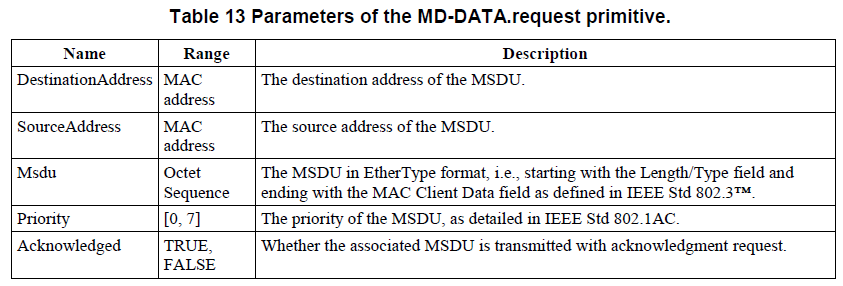 Table 13 Parameters of the MD-DATA.request primitive.
Name Range Description
DestinationAddress MAC address The destination address of the MSDU.
SourceAddress MAC address The source address of the MSDU.
Msdu Octet Sequence The MSDU in EtherType format, i.e., starting with the Length/Type field and
ending with the MAC Client Data field as defined in IEEE Std 802.3™.
Priority [0, 7] The priority of the MSDU, as detailed in IEEE Std 802.1AC.
Acknowledged TRUE, FALSE Whether the associated MSDU is transmitted with acknowledgment request.